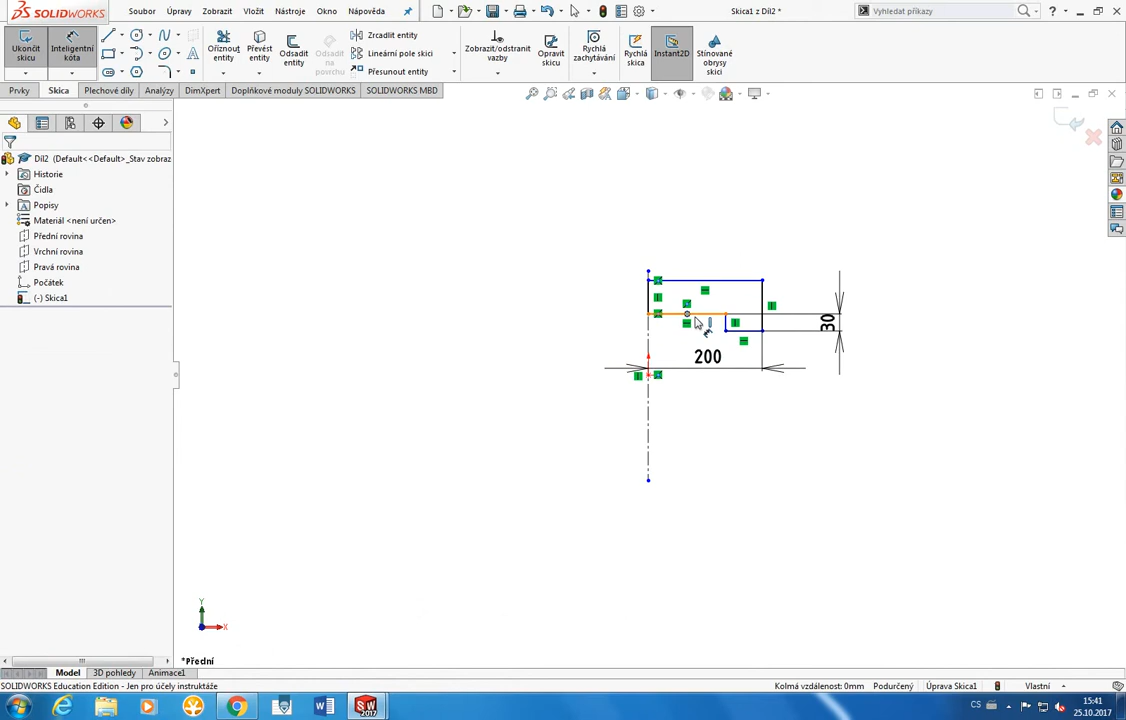 SOLIDWORKS
Soubor Úpravy Zobrazit Vložit Nástroje Okno Nápověda
Skica1 z Díl2 *
Vyhledat příkazy
Ukončit skicu
Inteligentní kóta
Oříznout entity
Převést entity
Odsadit entity
Odsadit na povrchu
Zrcadlit entity
Lineární pole skici
Přesunout entity
Zobrazit/odstranit vazby
Opravit skicu
Rychlá zachytávání
Rychlá skica
Instant2D
Stínované obrysy skici
Prvky Skica Plechové díly Analýzy DimXpert Doplňkové moduly SOLIDWORKS SOLIDWORKS MBD
Díl2 (Default<<Default>_Stav zobraz
Historie
Čidla
Popisy
Materiál <není určen>
Přední rovina
Vrchní rovina
Pravá rovina
Počátek
(-) Skica1
30
200
Y
X
*Přední
Model 3D pohledy Animace1
SOLIDWORKS Education Edition - Jen pro účely instruktáže
Kolmá vzdálenost: 0mm Podurčený Úprava Skica1 Vlastní
SW
2017
CS
15:41
25.10.2017